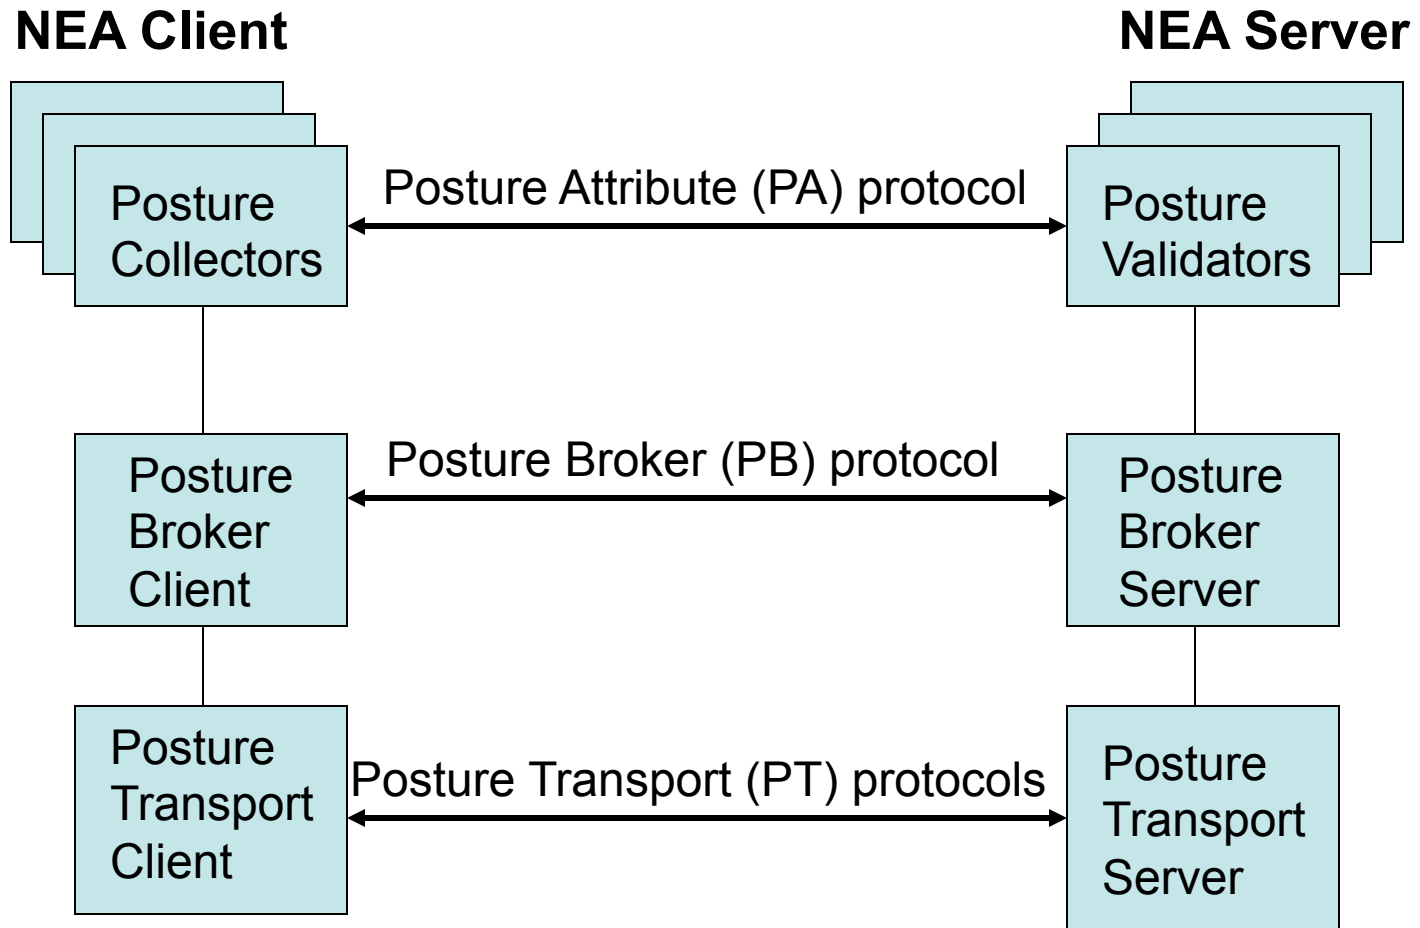 NEA Client
NEA Server
Posture
Collectors
Posture Attribute (PA) protocol
Posture
Validators
Posture
Broker
Client
Posture Broker (PB) protocol
Posture
Broker
Server
Posture
Transport
Client
Posture Transport (PT) protocols
Posture
Transport
Server